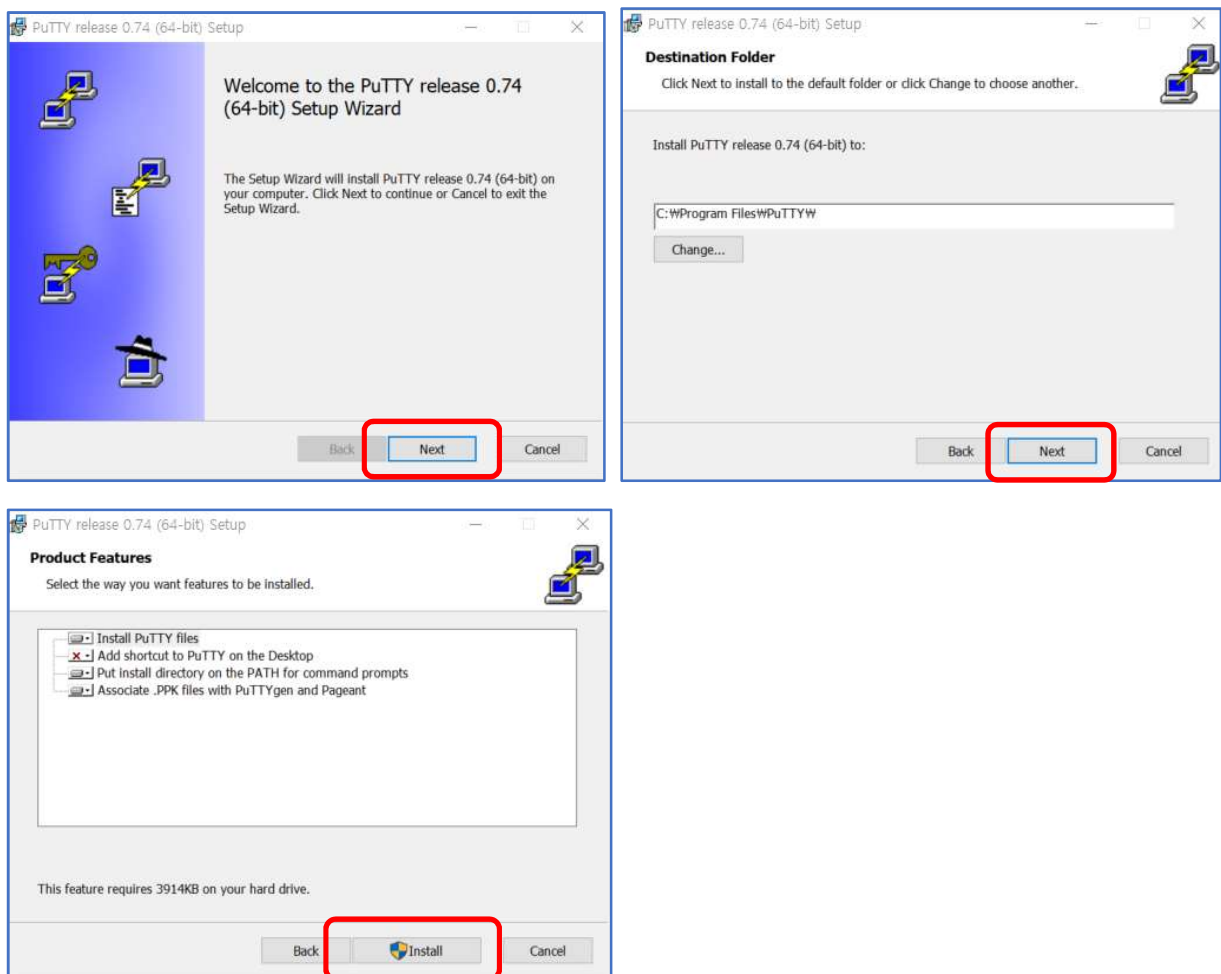 PuTTY release 0.74 (64-bit) Setup
Welcome to the PuTTY release 0.74
(64-bit) Setup Wizard
The Setup Wizard will install PuTTY release 0.74 (64-bit) on
your computer. Click Next to continue or Cancel to exit the
Setup Wizard.
Back Next Cancel
PuTTY release 0.74 (64-bit) Setup
Destination Folder
Click Next to install to the default folder or click Change to choose another.
Install PuTTY release 0.74 (64-bit) to:
C:₩Program Files₩PuTTY₩
Change...
Back Next Cancel
PuTTY release 0.74 (64-bit) Setup
Product Features
Select the way you want features to be installed.
Install PuTTY files
Add shortcut to PuTTY on the Desktop
Put install directory on the PATH for command prompts
Associate .PPK files with PuTTYgen and Pageant
This feature requires 3914KB on your hard drive.
Back Install Cancel